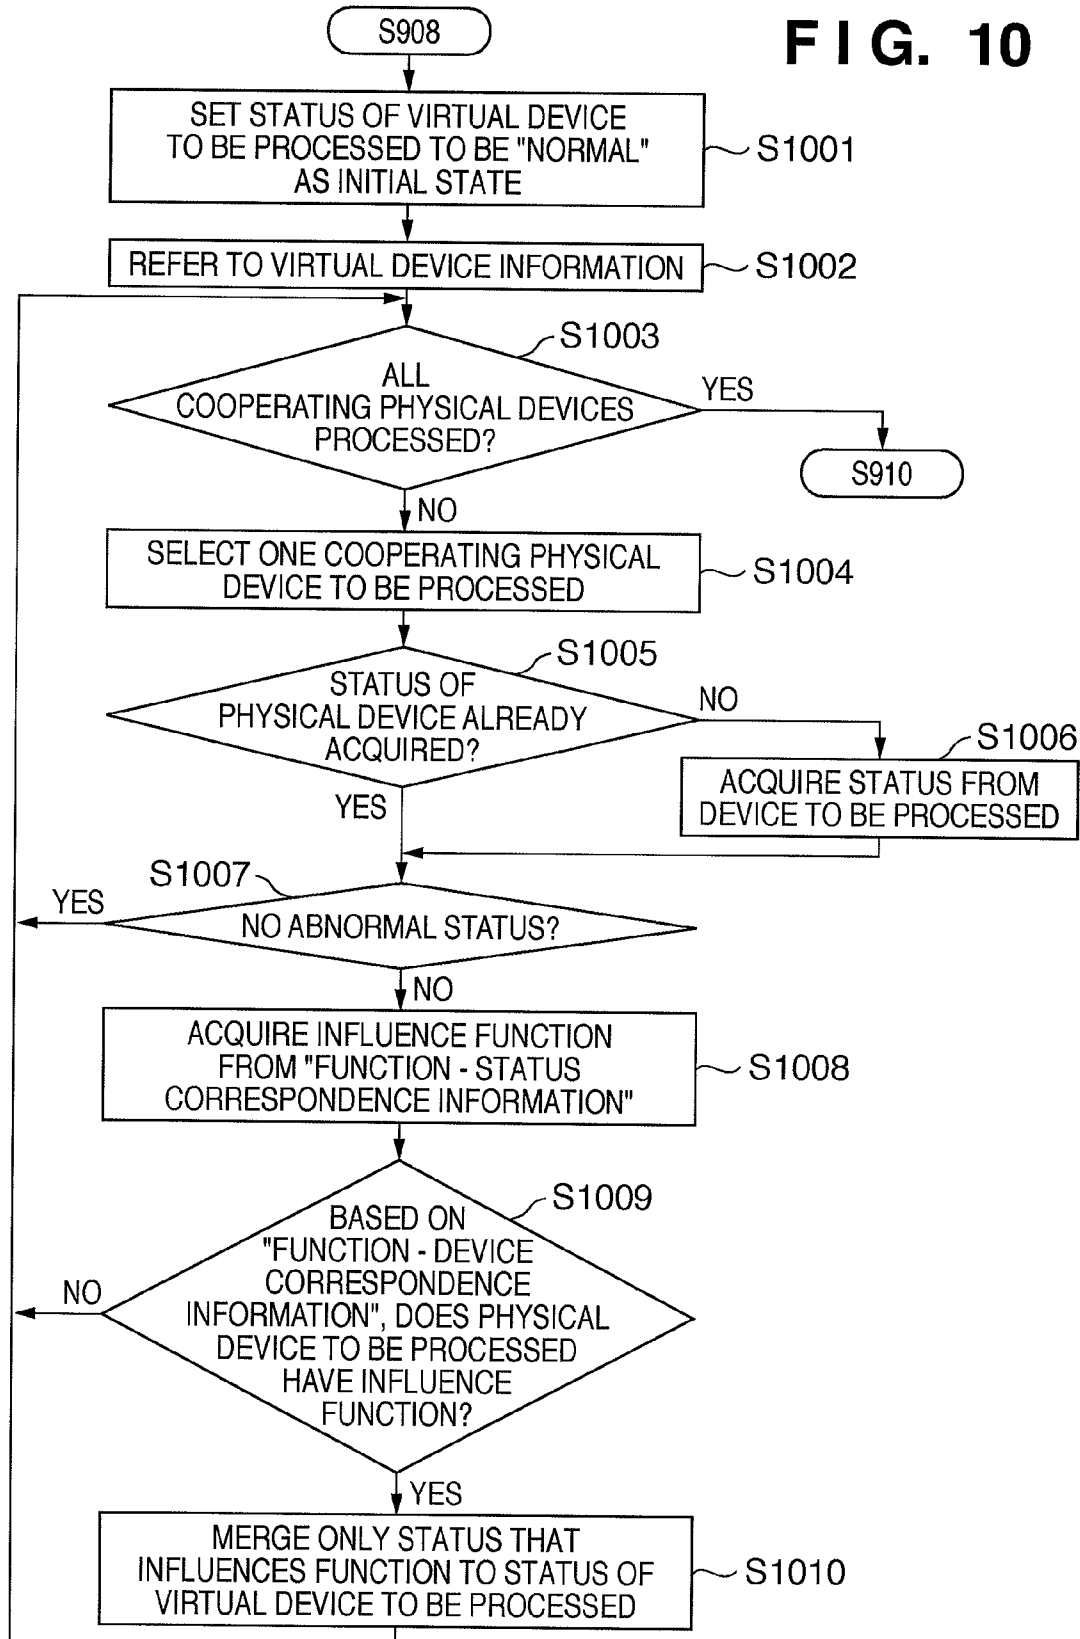 FIG. 10
S908
SET STATUS OF VIRTUAL DEVICE
TO BE PROCESSED TO BE "NORMAL"
AS INITIAL STATE
S1001
REFER TO VIRTUAL DEVICE INFORMATION
S1002
S1003
ALL
COOPERATING PHYSICAL DEVICES
PROCESSED?
YES
S910
NO
SELECT ONE COOPERATING PHYSICAL
DEVICE TO BE PROCESSED
S1004
S1005
STATUS OF
PHYSICAL DEVICE ALREADY
ACQUIRED?
NO
S1006
ACQUIRE STATUS FROM
DEVICE TO BE PROCESSED
YES
S1007
YES
NO ABNORMAL STATUS?
NO
ACQUIRE INFLUENCE FUNCTION
FROM "FUNCTION - STATUS
CORRESPONDENCE INFORMATION"
S1008
S1009
BASED ON
"FUNCTION - DEVICE
CORRESPONDENCE
INFORMATION", DOES PHYSICAL
DEVICE TO BE PROCESSED
HAVE INFLUENCE
FUNCTION?
NO
YES
MERGE ONLY STATUS THAT
INFLUENCES FUNCTION TO STATUS OF
VIRTUAL DEVICE TO BE PROCESSED
S1010